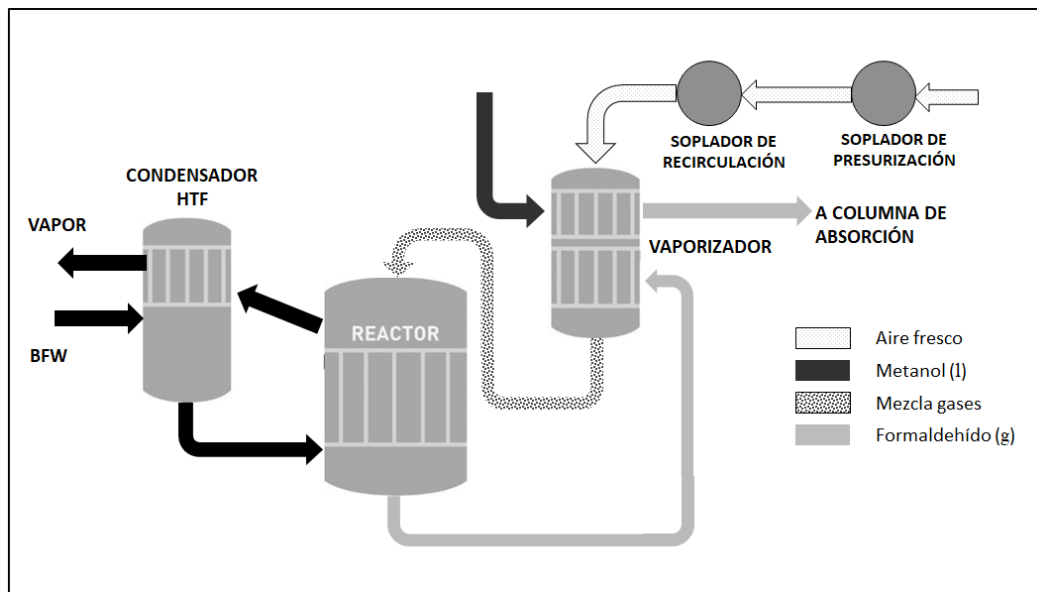 SOPLADOR DE
RECIRCULACIÓN
SOPLADOR DE
PRESURIZACIÓN
CONDENSADOR
HTF
VAPOR
A COLUMNA DE
ABSORCIÓN
VAPORIZADOR
REACTOR
BFW
Aire fresco
Metanol (l)
Mezcla gases
Formaldehído (g)